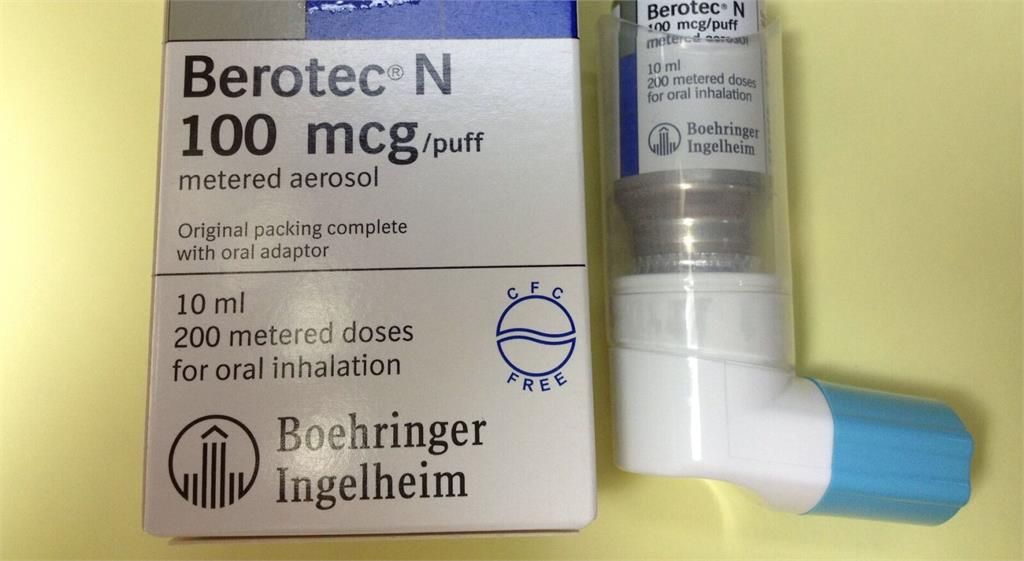 Berotec® N
100 mcg/puff
metered aerosol
Original packing complete
with oral adaptor
10 ml
200 metered doses
for oral inhalation
CFC
FREE
Boehringer
Ingelheim
Berotec® N
100 mcg/puff
metered aerosol
10 ml
200 metered doses
for oral inhalation
Boehringer
Ingelheim